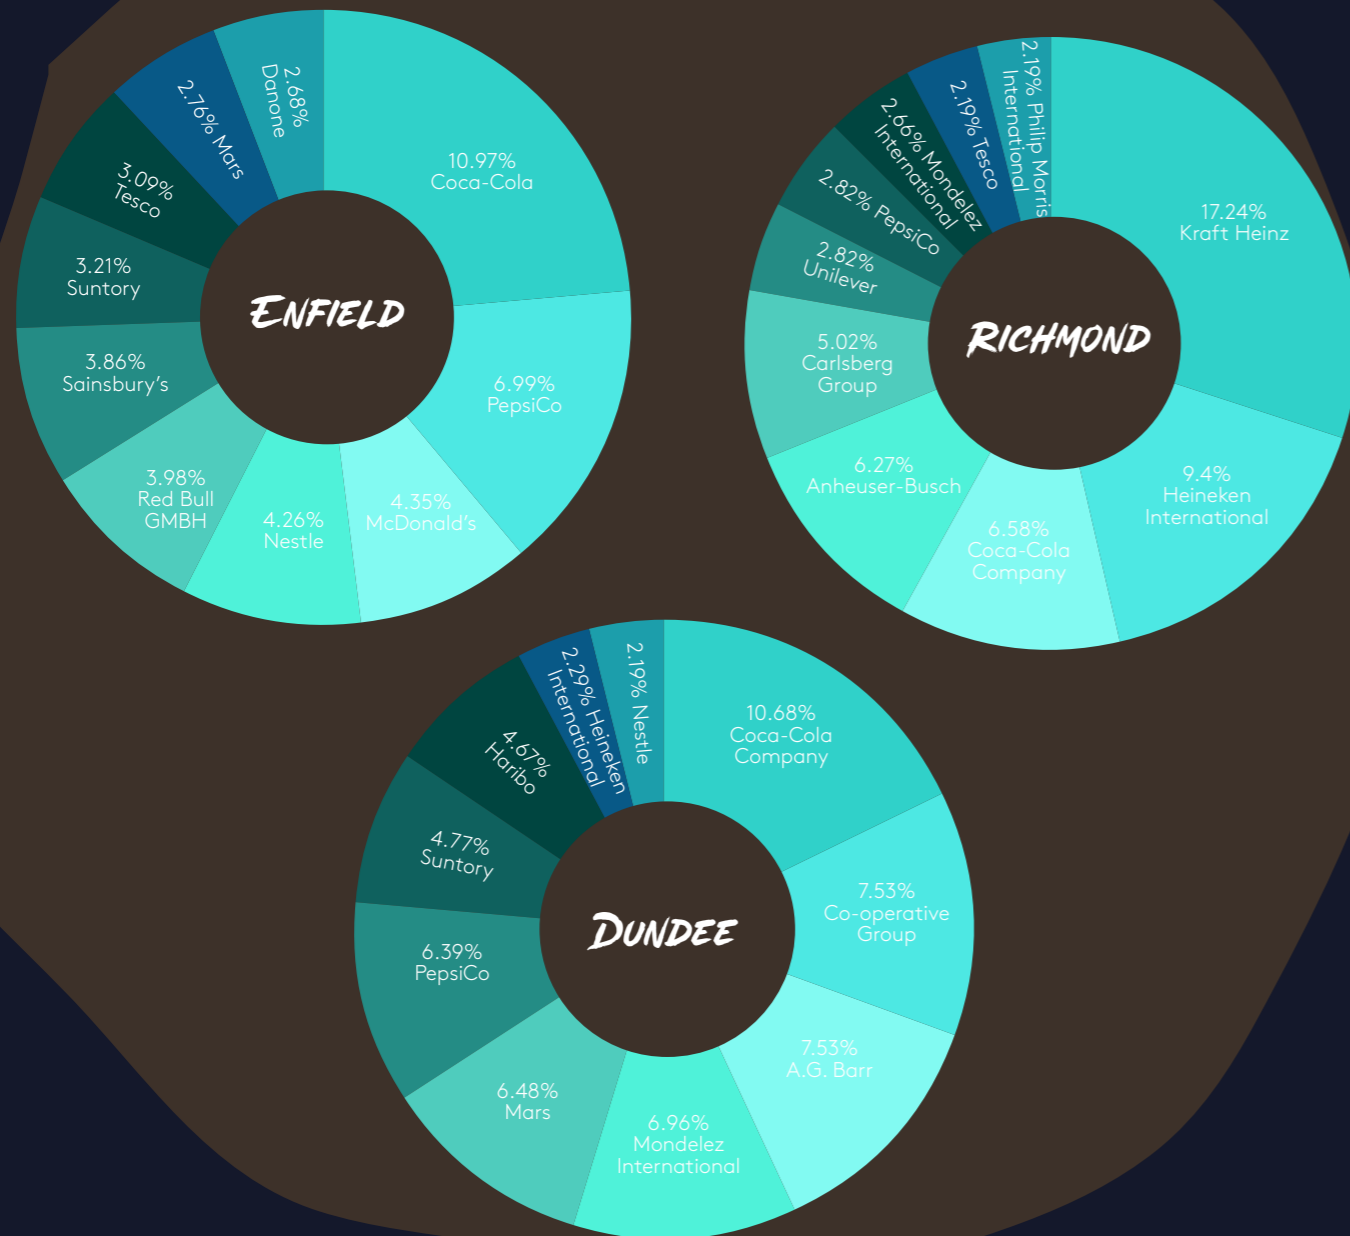 10.97%
Coca-Cola
6.99%
PepsiCo
4.35%
McDonald's
4.26%
Nestle
3.98%
Red Bull
GMBH
3.86%
Sainsbury's
3.21%
Suntory
3.09%
Tesco
2.76% Mars
2.68%
Danone
ENFIELD
17.24%
Kraft Heinz
9.4%
Heineken
International
6.58%
Coca-Cola
Company
6.27%
Anheuser-Busch
5.02%
Carlsberg
Group
2.82%
Unilever
2.82% PepsiCo
2.66% Mondelez
International
2.19% Tesco
2.19% Philip Morris
International
RICHMOND
10.68%
Coca-Cola
Company
7.53%
Co-operative
Group
7.53%
A.G. Barr
6.96%
Mondelez
International
6.48%
Mars
6.39%
PepsiCo
4.77%
Suntory
4.67%
Haribo
2.29% Heineken
International
2.19% Nestle
DUNDEE